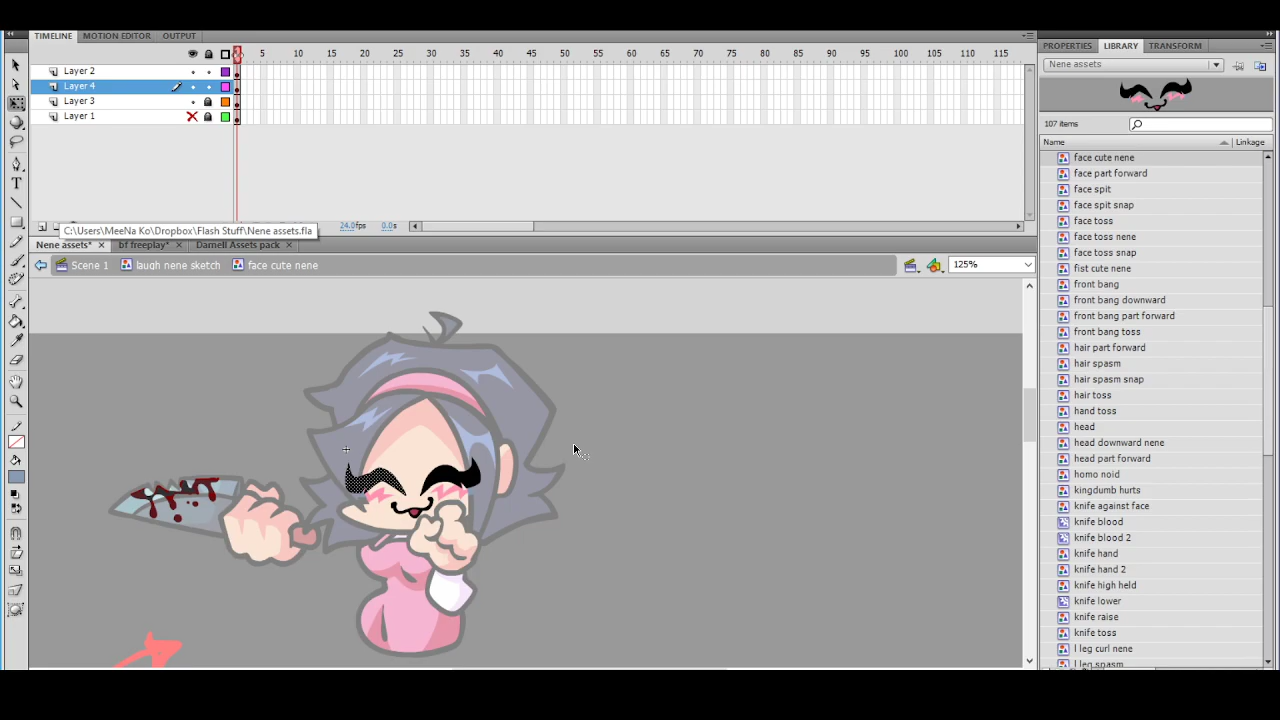 TIMELINE MOTION EDITOR OUTPUT
5 10 15 20 25 30 35 40 45 50 55 60 65 70 75 80 85 90 95 100 105 110 115
Layer 2
Layer 4
Layer 3
Layer 1
C:\Users\MeeNa Ko\Dropbox\Flash Stuff\Nene assets.fla
24.0fps 0.0s
Nene assets* bf freeplay* Darnell Assets pack
Scene 1 laugh nene sketch face cute nene
125%
PROPERTIES LIBRARY TRANSFORM
Nene assets
107 items
Name Linkage
face cute nene
face part forward
face spit
face spit snap
face toss
face toss nene
face toss snap
fist cute nene
front bang
front bang downward
front bang part forward
front bang toss
hair part forward
hair spasm
hair spasm snap
hair toss
hand toss
head
head downward nene
head part forward
homo noid
kingdumb hurts
knife against face
knife blood
knife blood 2
knife hand
knife hand 2
knife high held
knife lower
knife raise
knife toss
l leg curl nene
l leg spasm